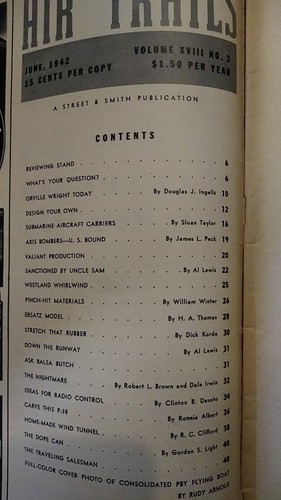 AIR TRAILS
JUNE, 1942
VOLUME XVIII NO. 3
15 CENTS PER COPY
$1.50 PER YEAR
A STREET & SMITH PUBLICATION
CONTENTS
REVIEWING STAND . . . . . . . . . . 6
WHAT'S YOUR QUESTION? . . . . . . . . 6
ORVILLE WRIGHT TODAY . . . By Douglas J. Ingells 10
DESIGN YOUR OWN . . . . . . . . . . 12
SUBMARINE AIRCRAFT CARRIERS . . . . By Sloan Taylor 16
AXIS BOMBERS—U. S. BOUND . . . . By James L. Peck 19
VALIANT PRODUCTION . . . . . . . . . 20
SANCTIONED BY UNCLE SAM . . . . . By Al Lewis 22
WESTLAND WHIRLWIND . . . . . . . . . 25
PINCH-HIT MATERIALS . . . . By William Winter 26
ERSATZ MODEL . . . . . . By H. A. Thomas 28
STRETCH THAT RUBBER . . . . . By Dick Korda 30
DOWN THE RUNWAY . . . . . . By Al Lewis 31
ASK BALSA BUTCH . . . . . . . . . . 31
THE NIGHTMARE . . By Robert L. Brown and Dale Irwin 32
IDEAS FOR RADIO CONTROL . . By Clinton B. Desoto 34
CARVE THIS P-38 . . . . . . By Ronnie Albert 36
HOME-MADE WIND TUNNEL . . . . By R. C. Clifford 38
THE DOPE CAN . . . . . . By Gordon S. Light 40
THE TRAVELING SALESMAN . . . . . . . . 40
FULL-COLOR COVER PHOTO OF CONSOLIDATED PBY FLYING BOAT
BY RUDY ARNOLD